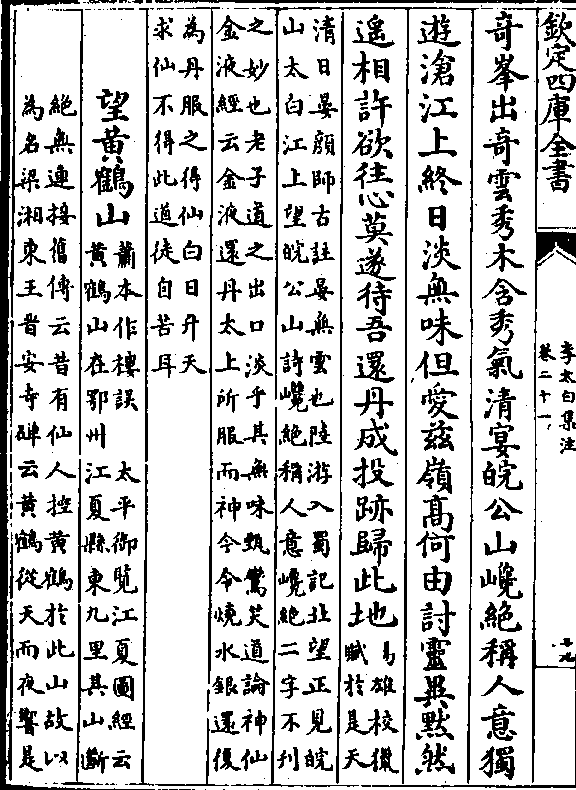 欽定四庫全書
李太白集注
卷二十一
十九
奇峯出奇雲秀木含秀氣清宴皖公山巉絶稱人意獨
遊滄江上終日淡無味但愛兹嶺髙何由討靈異黙然
遥相許欲往心莫遂待吾還丹成投跡歸此地
揚雄校獵
賦於是天
清日晏顔師古註晏無雲也陸游入蜀記北望正見皖
山太白江上望皖公山詩巉絶稱人意巉絶二字不刋
之妙也老子道之出口淡乎其無味甄鸞笑道論神仙
金液經云金液還丹太上所服而神今令燒水銀還復
為丹服之得仙白日升天
求仙不得此道徒自苦耳
望黄鶴山
蕭本作樓誤 太平御覽江夏圖經云
黄鶴山在鄂州江夏縣東九里其山斷
絶無連接舊傳云昔有仙人控黄鶴於此山故以
為名梁湘東王晉安寺碑云黄鶴從天而夜響是